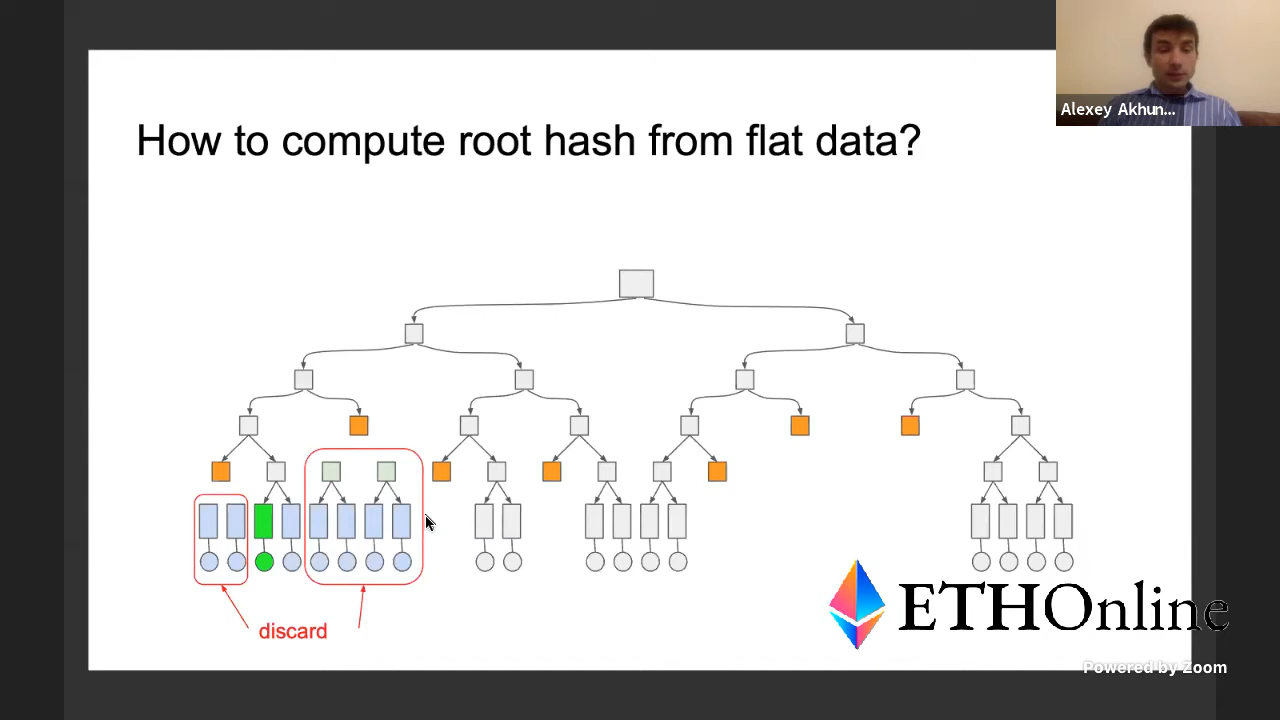 Alexey Akhun...
How to compute root hash from flat data?
discard
ETHOnline
Powered by Zoom